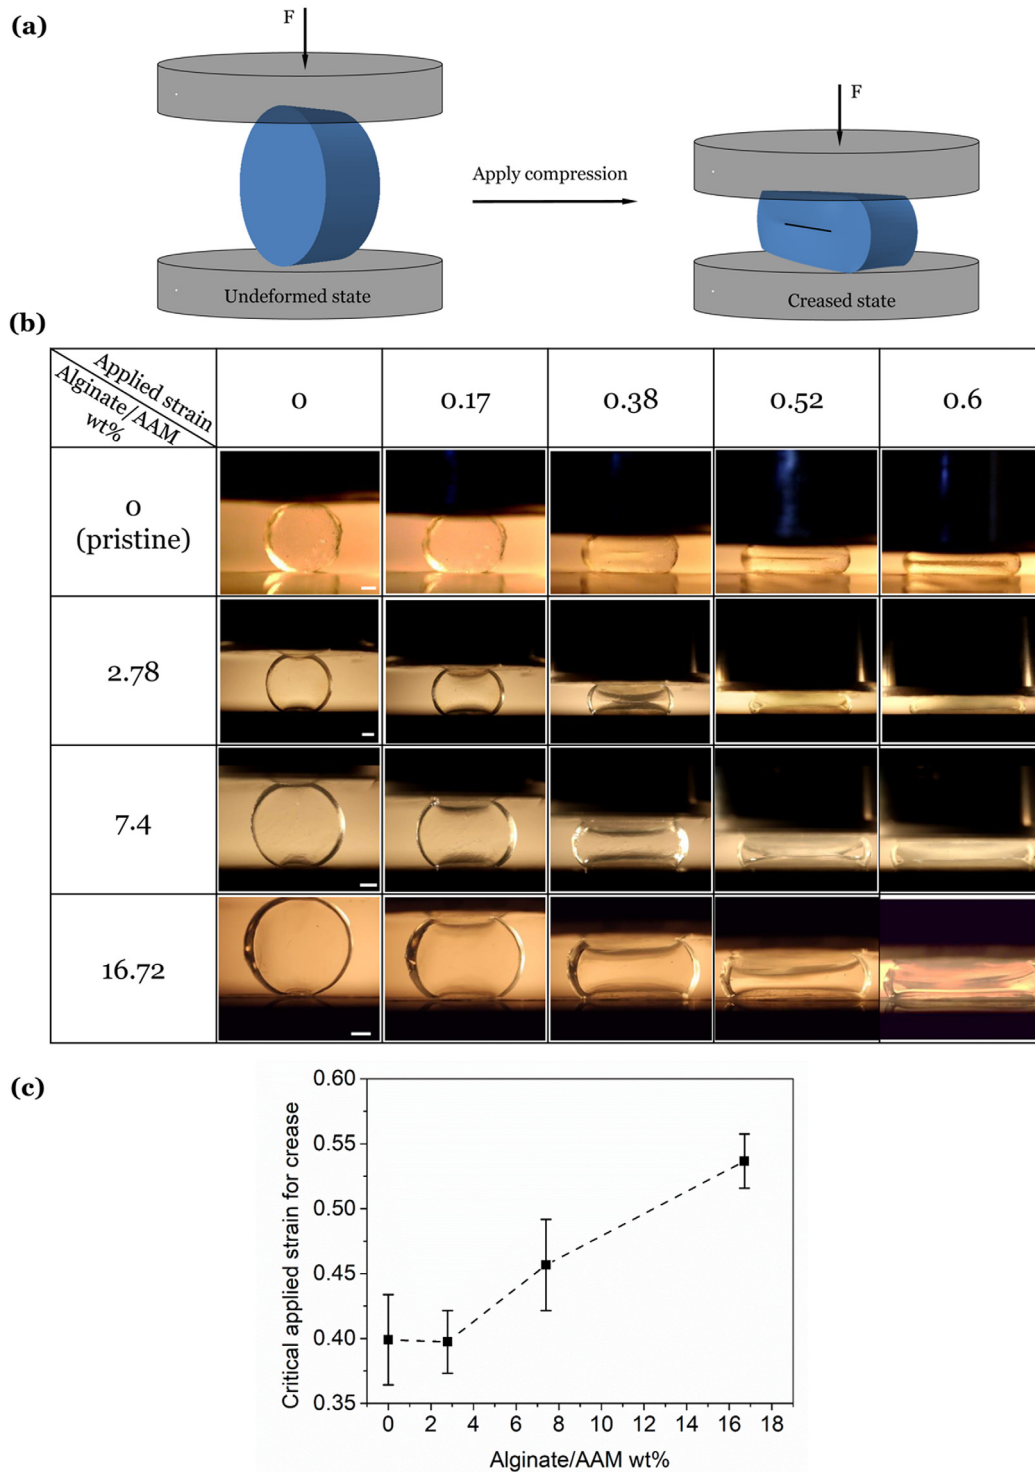 (a)
F
F
Apply compression
Undeformed state
Creased state
(b)
Applied strain
Alginate/AAM
wt%
0
0.17
0.38
0.52
0.6
0
(pristine)
2.78
7.4
16.72
(c)
0.60
0.55
0.50
0.45
0.40
0.35
Critical applied strain for crease
0 2 4 6 8 10 12 14 16 18
Alginate/AAM wt%